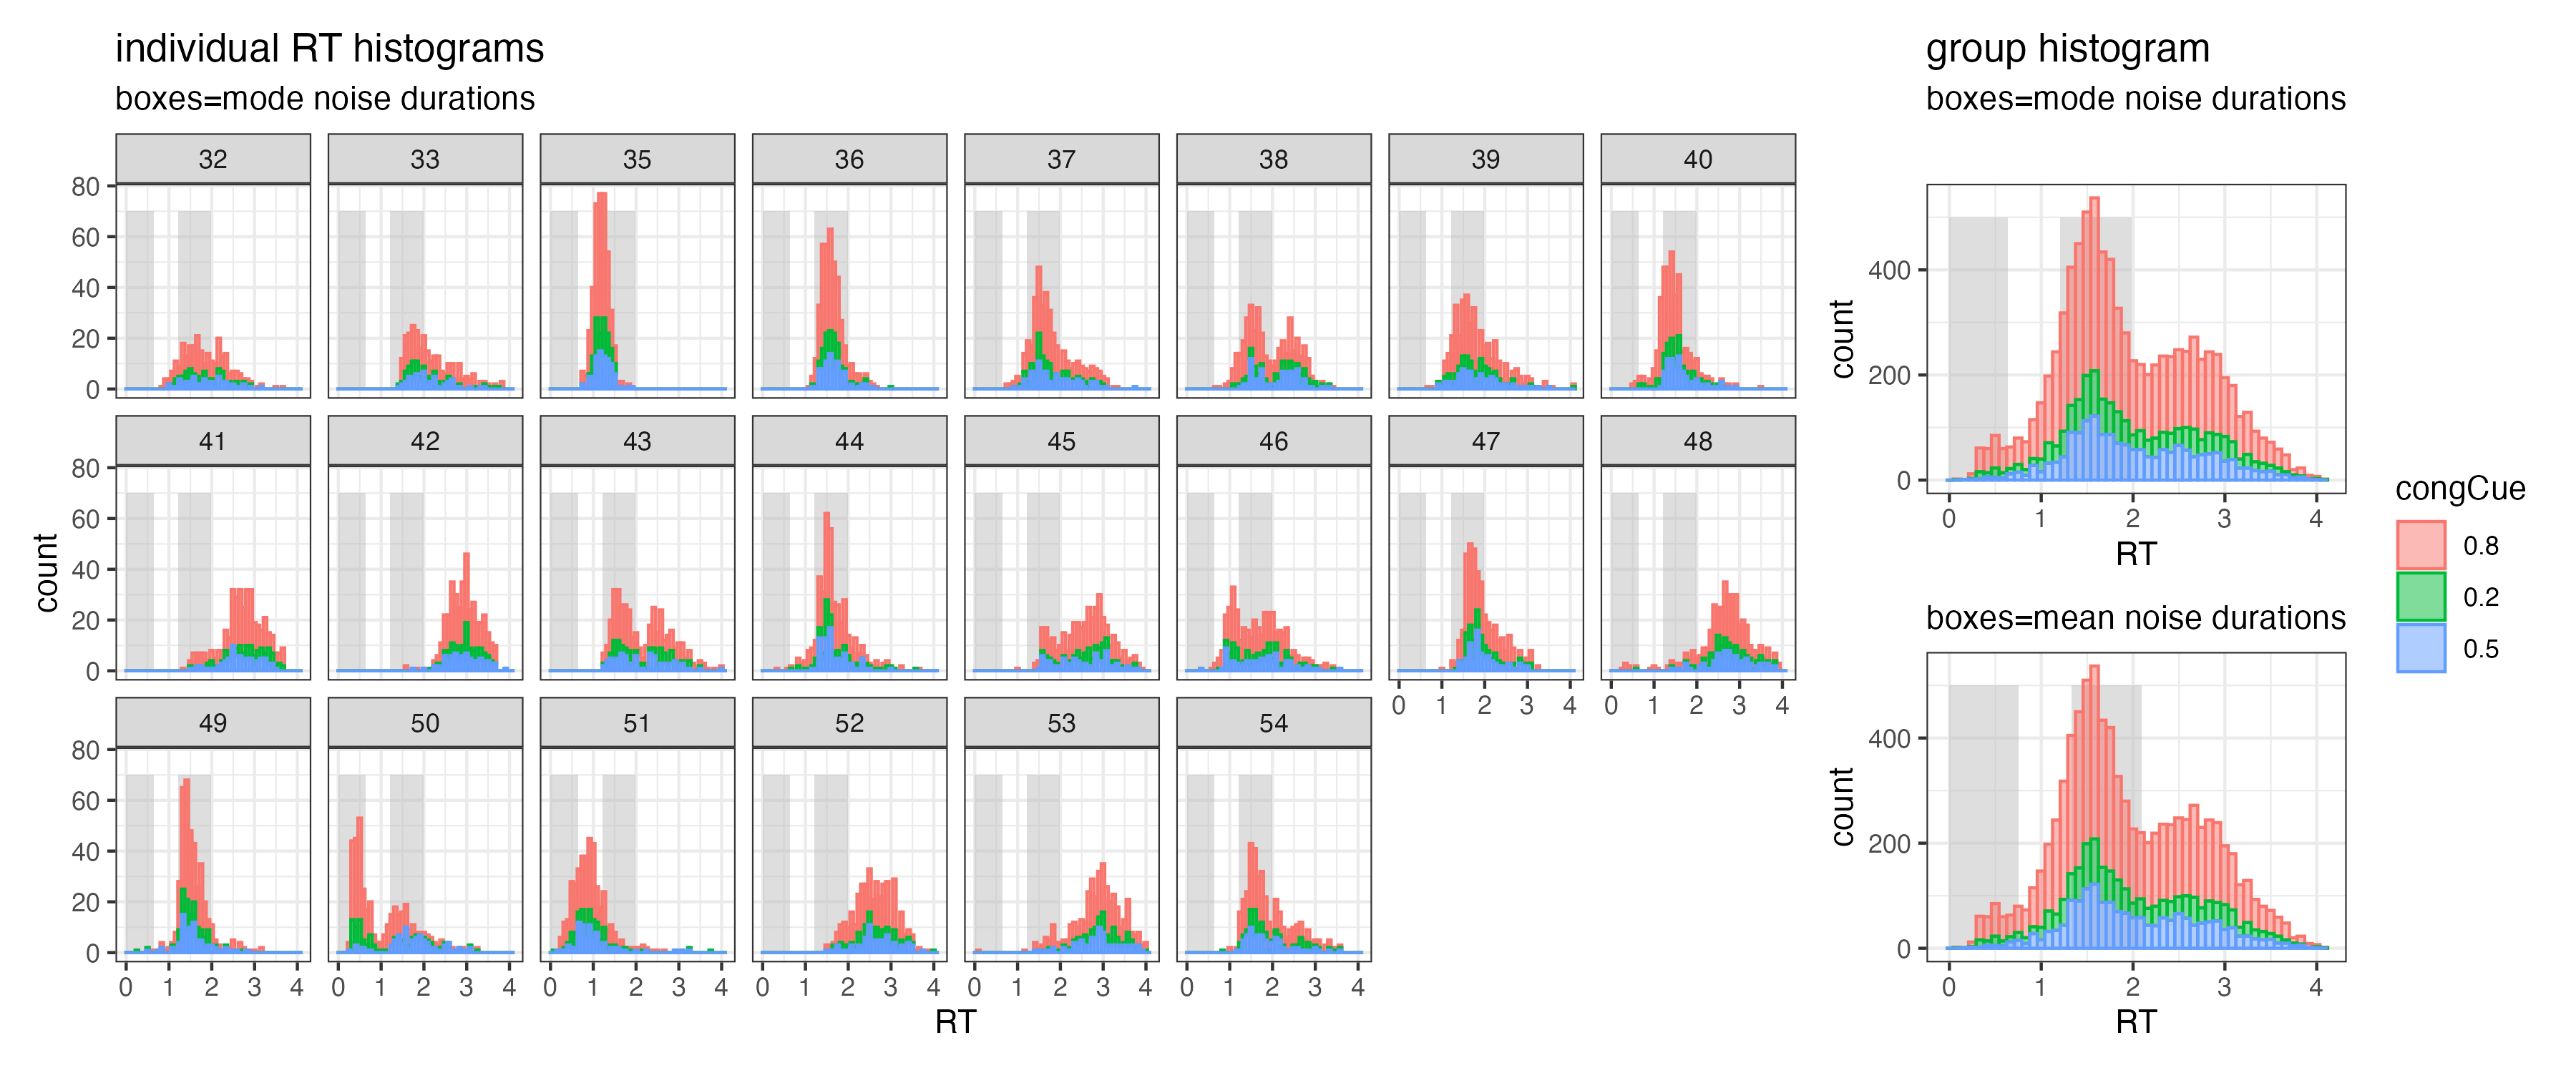 individual RT histograms
boxes=mode noise durations
32 33 35 36 37 38 39 40
80
60
40
20
0
41 42 43 44 45 46 47 48
80
60
40
20
0
0 1 2 3 4 0 1 2 3 4
49 50 51 52 53 54
80
60
40
20
0
0 1 2 3 4 0 1 2 3 4 0 1 2 3 4 0 1 2 3 4 0 1 2 3 4 0 1 2 3 4
count
RT
group histogram
boxes=mode noise durations
400
200
0
count
0 1 2 3 4
RT
boxes=mean noise durations
400
200
0
count
0 1 2 3 4
RT
congCue
0.8
0.2
0.5